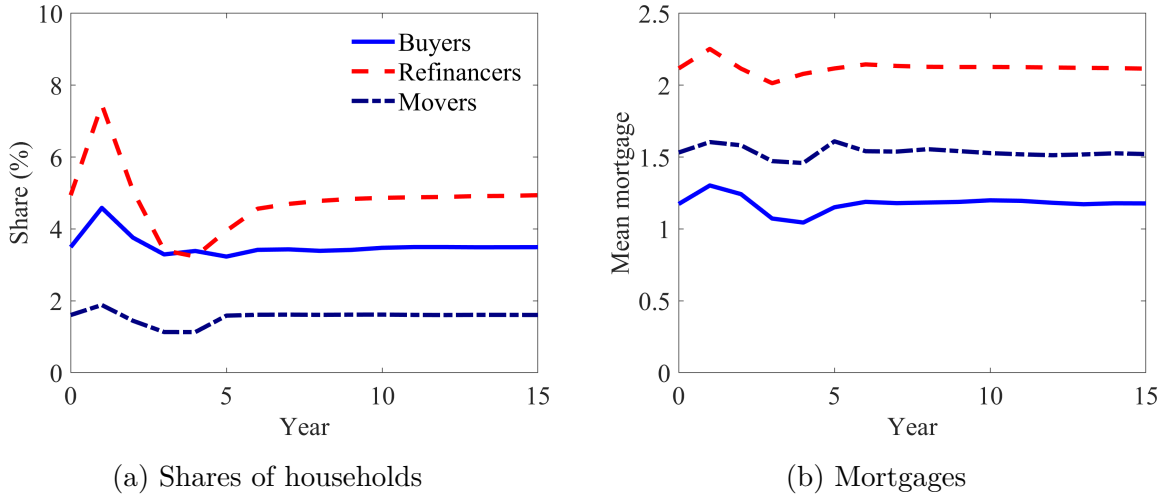 10
8
6
4
2
0
Share (%)
Buyers
Refinancers
Movers
0 5 10 15
Year
(a) Shares of households
2.5
2
1.5
1
0.5
0
Mean mortgage
0 5 10 15
Year
(b) Mortgages